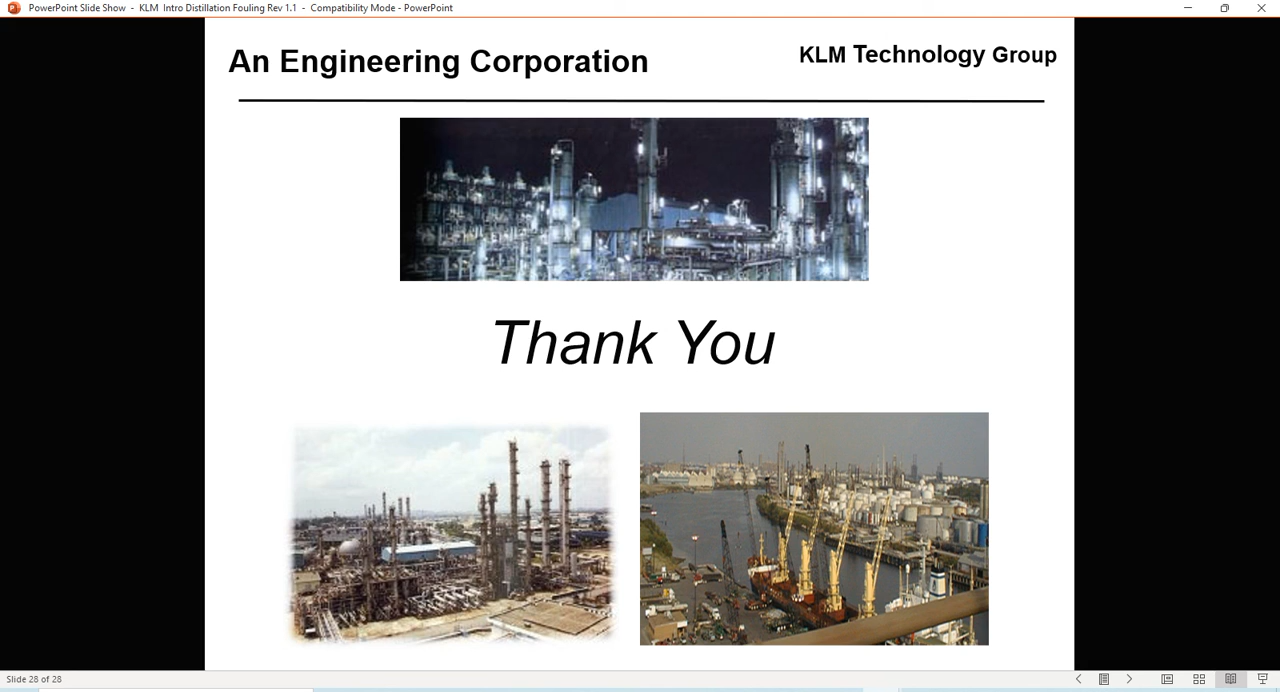 PowerPoint Slide Show - KLM Intro Distillation Fouling Rev 1.1 - Compatibility Mode - PowerPoint
An Engineering Corporation
KLM Technology Group
Thank You
Slide 28 of 28